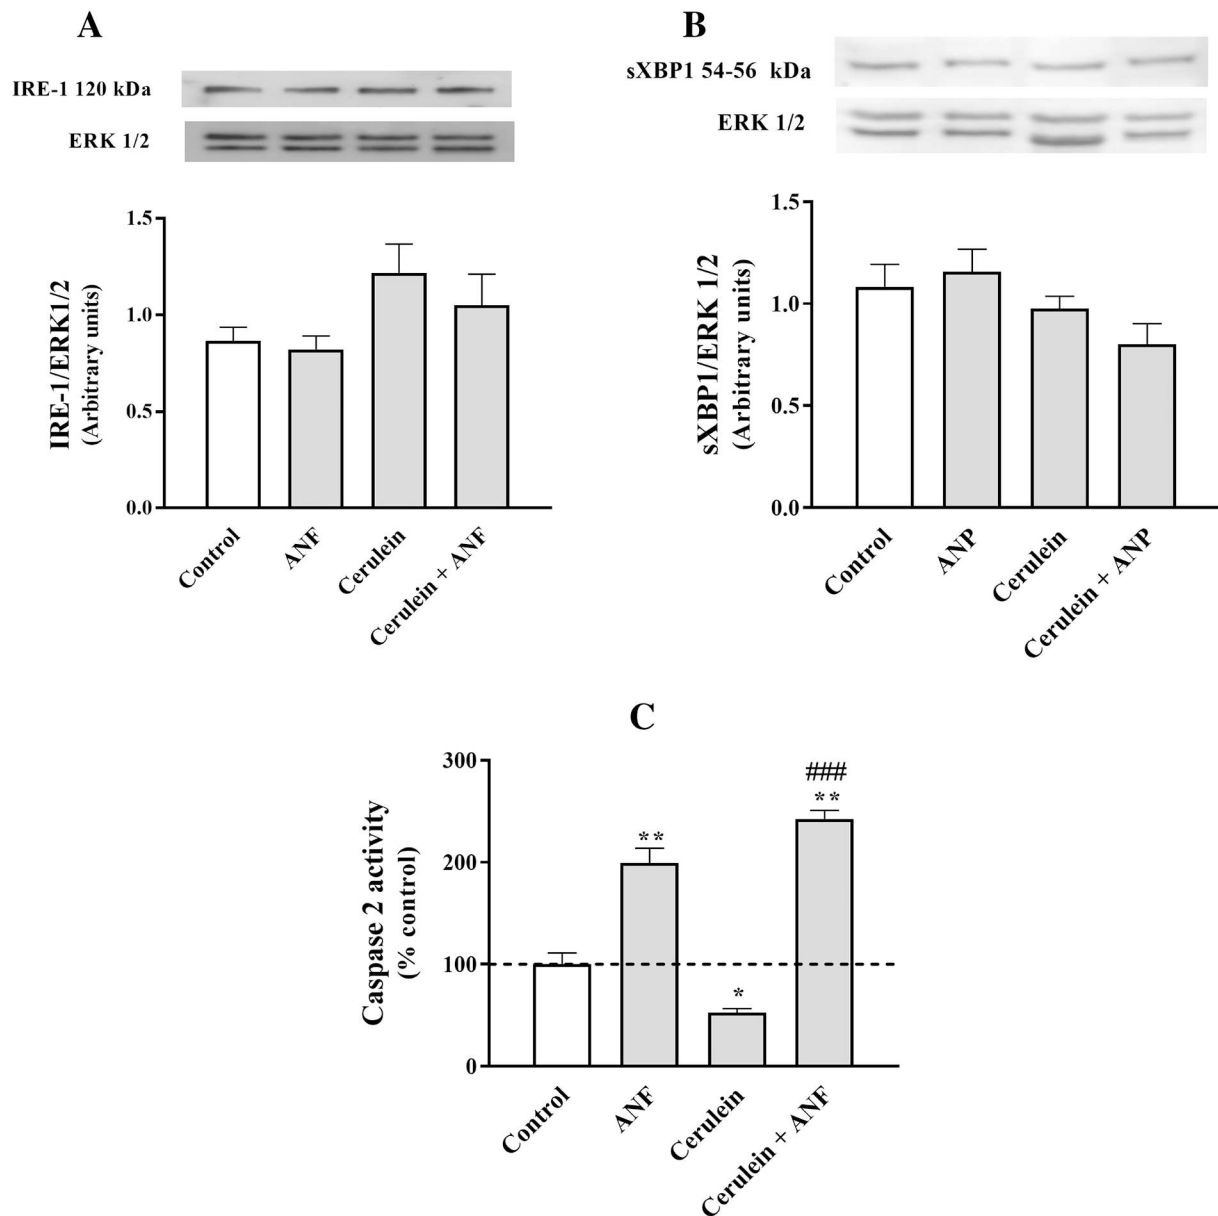 A
IRE-1 120 kDa
ERK 1/2
IRE-1/ERK1/2
(Arbitrary units)
1.5
1.0
0.5
0.0
Control
ANF
Cerulein
Cerulein + ANF
B
sXBP1 54-56 kDa
ERK 1/2
sXBP1/ERK 1/2
(Arbitrary units)
1.5
1.0
0.5
0.0
Control
ANP
Cerulein
Cerulein + ANP
C
Caspase 2 activity
(% control)
300
200
100
0
**
*
###
**
Control
ANF
Cerulein
Cerulein + ANF